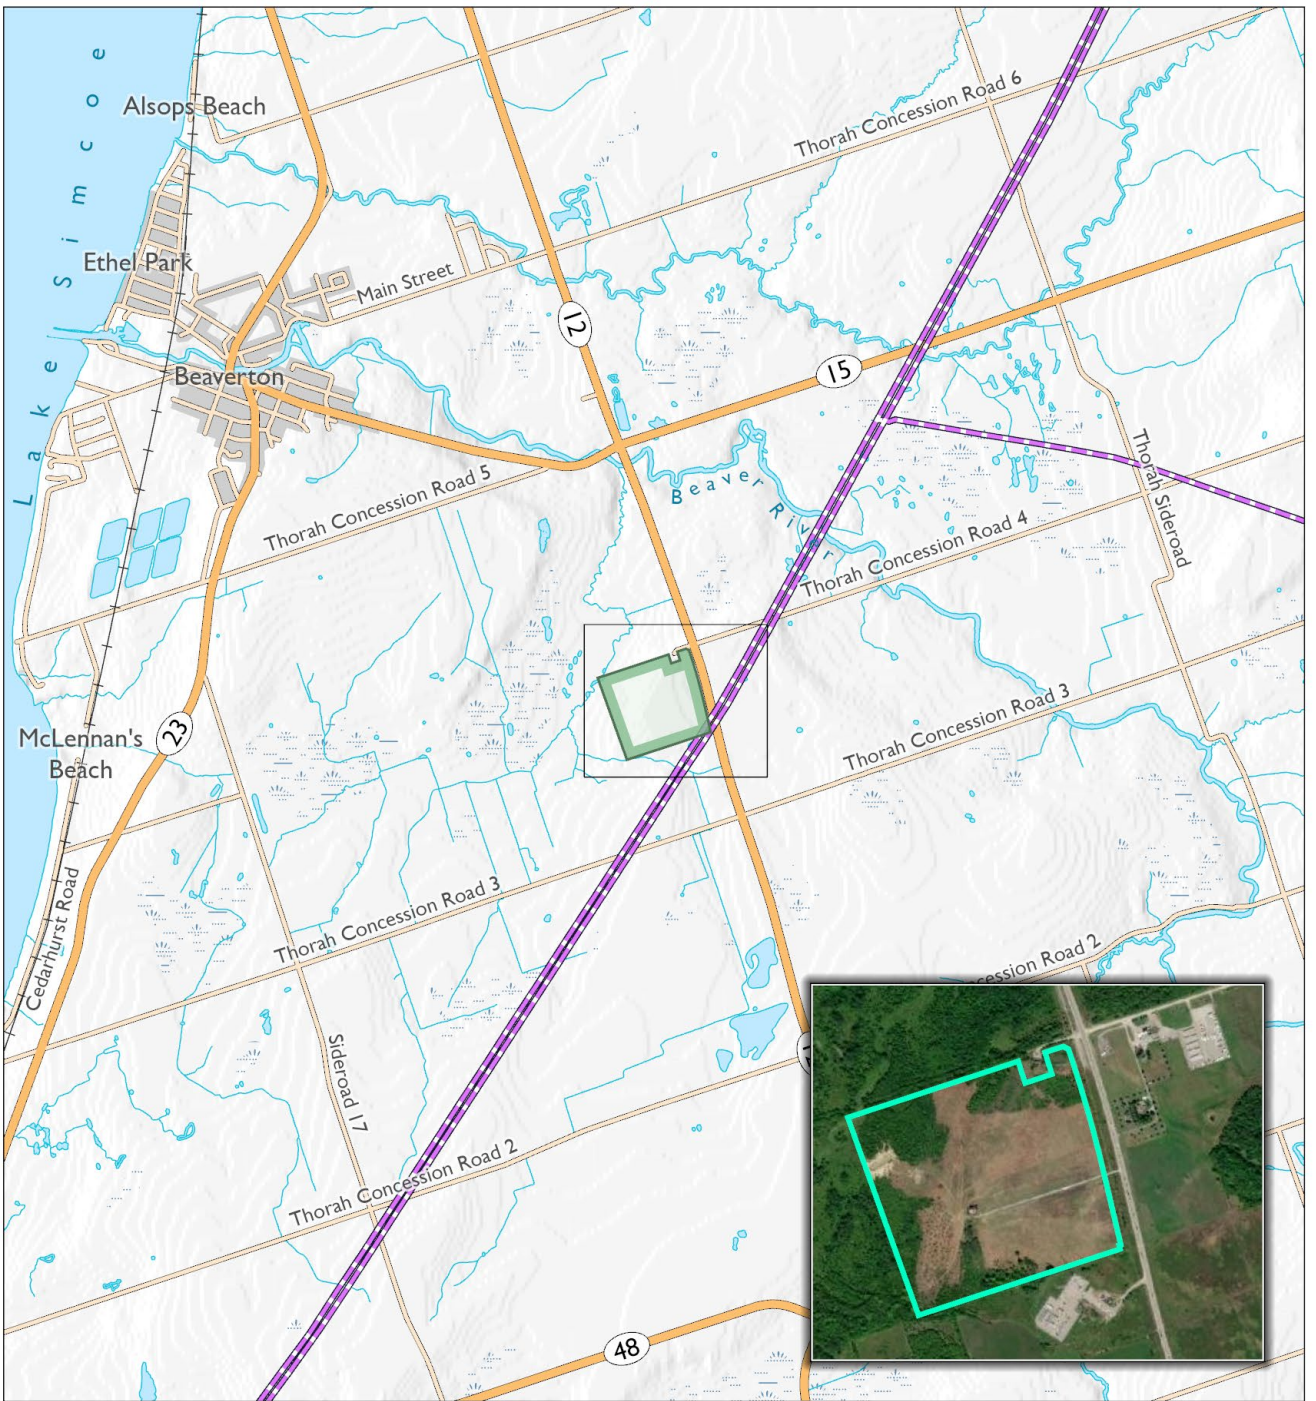 Lake Simcoe
Alsops Beach
Thorah Concession Road 6
Ethel Park
Main Street
12
15
Beaverton
Thorah Sideroad
Thorah Concession Road 5
Beaver River
Thorah Concession Road 4
23
McLennan's
Beach
Thorah Concession Road 3
Thorah Concession Road 3
Cedarhurst Road
Concession Road 2
Sideroad 17
Thorah Concession Road 2
48